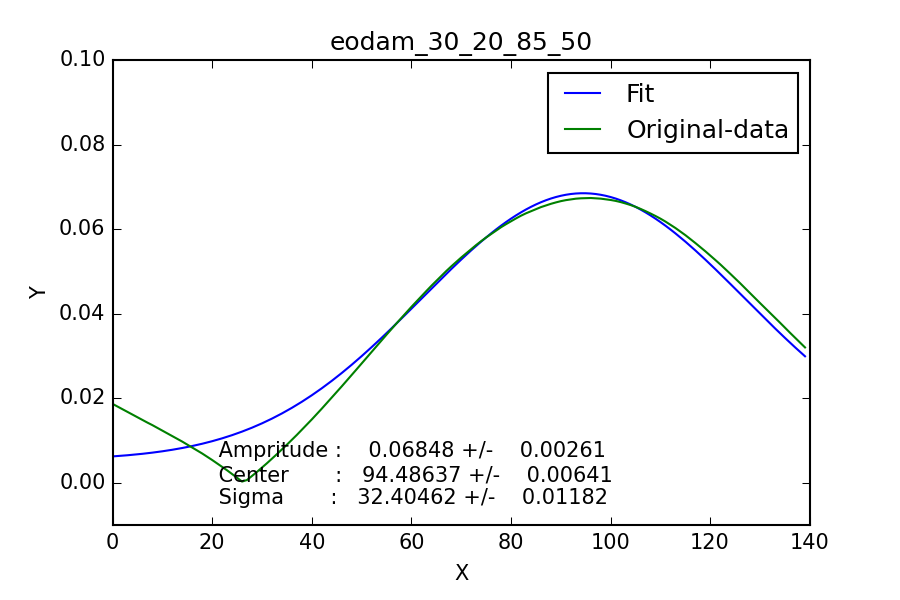 eodam_30_20_85_50
Fit
Original-data
0.10
0.08
0.06
0.04
0.02
0.00
Y
Ampritude : 0.06848 +/- 0.00261
Center : 94.48637 +/- 0.00641
Sigma : 32.40462 +/- 0.01182
0 20 40 60 80 100 120 140
X